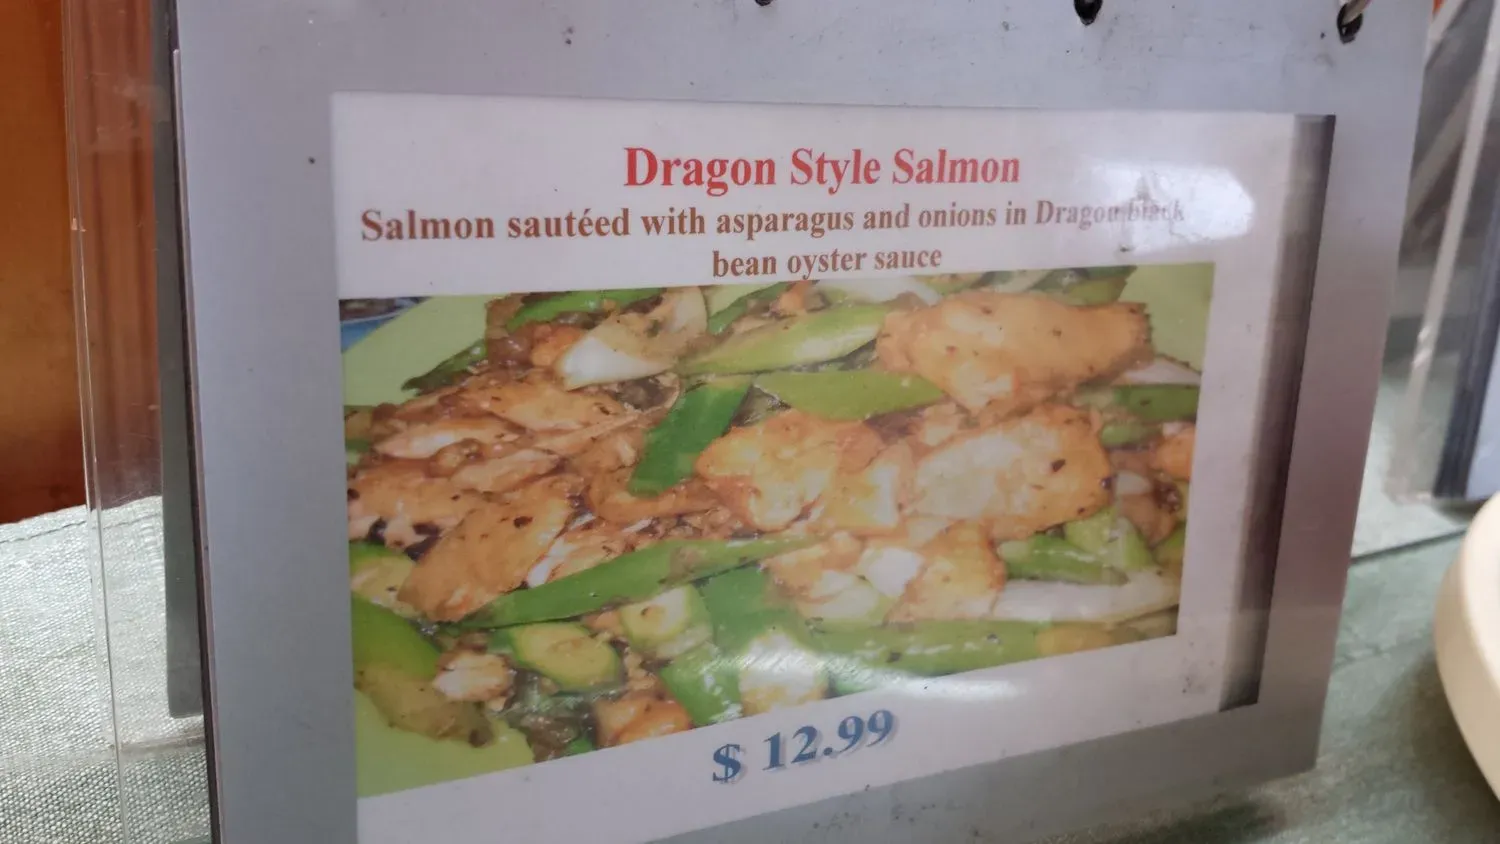 Dragon Style Salmon
Salmon sautéed with asparagus and onions in Dragon black
bean oyster sauce
$ 12.99